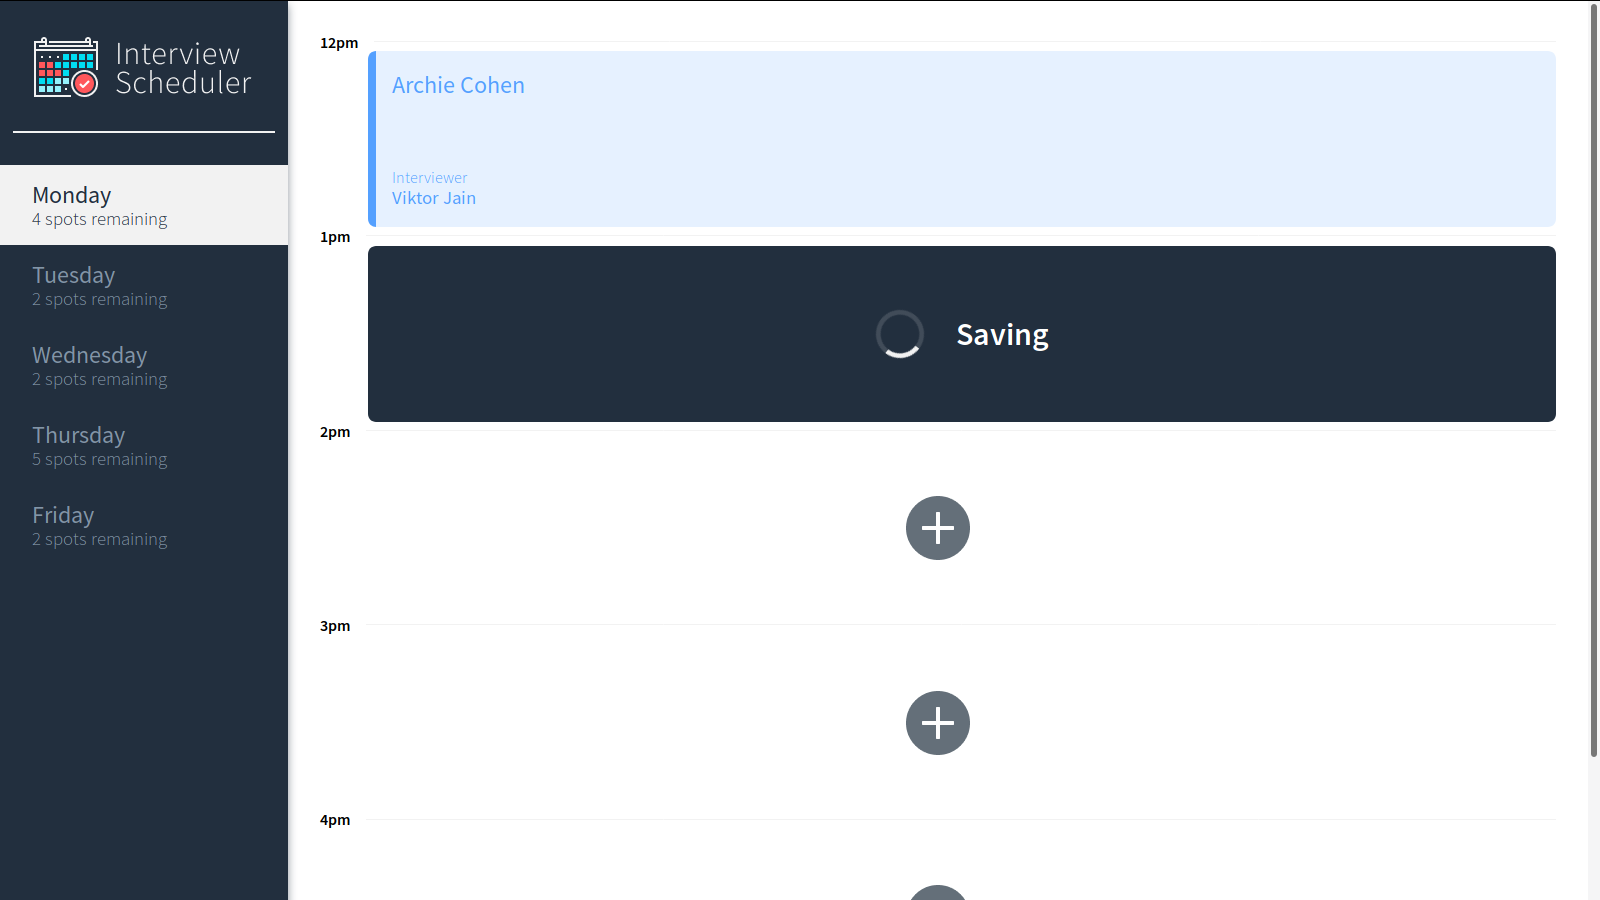 Interview
Scheduler
Monday
4 spots remaining
Tuesday
2 spots remaining
Wednesday
2 spots remaining
Thursday
5 spots remaining
Friday
2 spots remaining
12pm
Archie Cohen
Interviewer
Viktor Jain
1pm
Saving
2pm
3pm
4pm